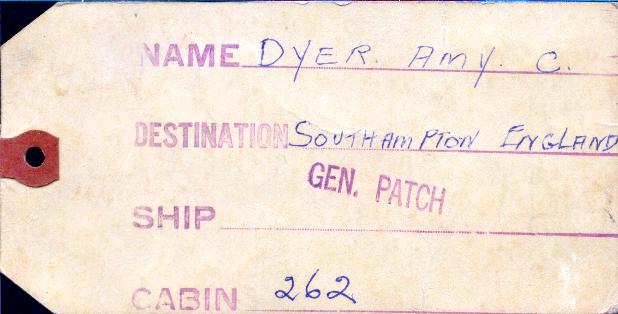 NAME DYER. AMY. C.
DESTINATION SOUTHAMPTON ENGLAND
GEN. PATCH
SHIP
CABIN 262